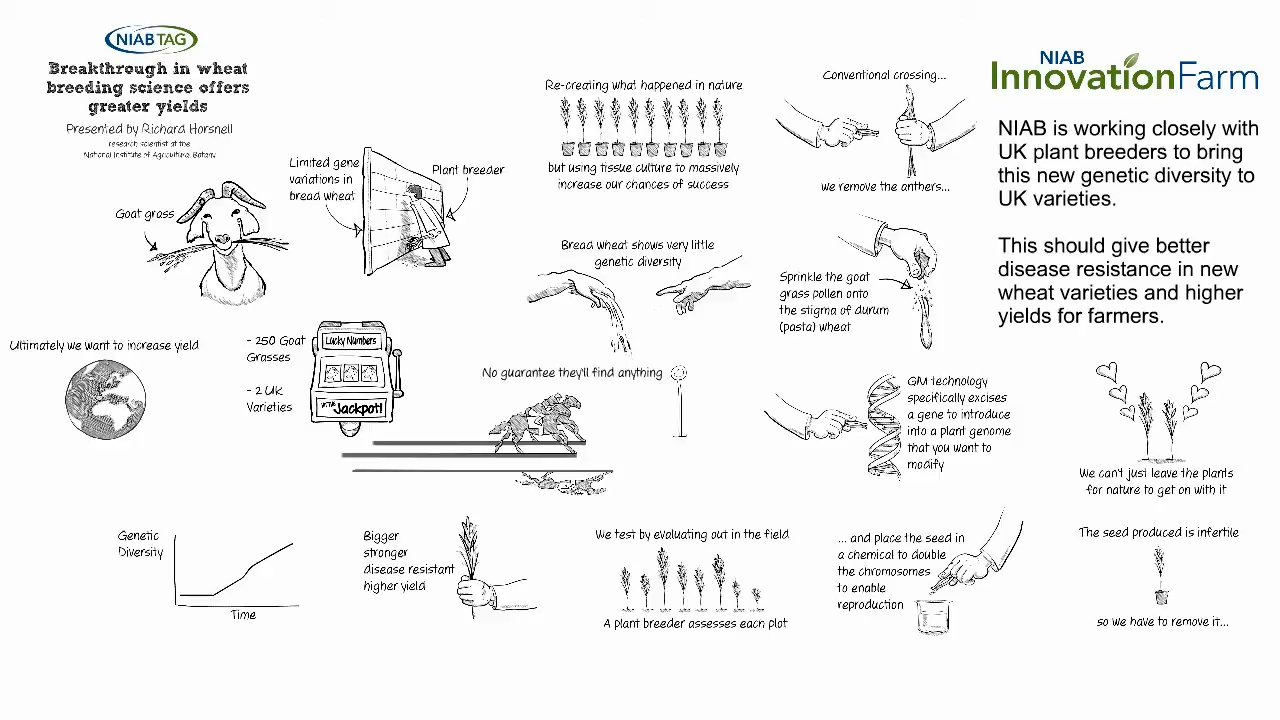 NIAB TAG
Breakthrough in wheat
breeding science offers
greater yields
Presented by Richard Horsnell
research scientist at the
National Institute of Agricultural Botany
Goat grass
Limited gene
variations in
bread wheat
Plant breeder
Re-creating what happened in nature
but using tissue culture to massively
increase our chances of success
Conventional crossing...
we remove the anthers...
NIAB
InnovationFarm
NIAB is working closely with
UK plant breeders to bring
this new genetic diversity to
UK varieties.
This should give better
disease resistance in new
wheat varieties and higher
yields for farmers.
Bread wheat shows very little
genetic diversity
Sprinkle the goat
grass pollen onto
the stigma of durum
(pasta) wheat
Ultimately we want to increase yield
- 250 Goat
Grasses
- 2 UK
Varieties
Lucky Numbers
Jackpot!
No guarantee they'll find anything
GM technology
specifically excises
a gene to introduce
into a plant genome
that you want to
modify
We can't just leave the plants
for nature to get on with it
Genetic
Diversity
Time
Bigger
stronger
disease resistant
higher yield
We test by evaluating out in the field
A plant breeder assesses each plot
... and place the seed in
a chemical to double
the chromosomes
to enable
reproduction
The seed produced is infertile
so we have to remove it...